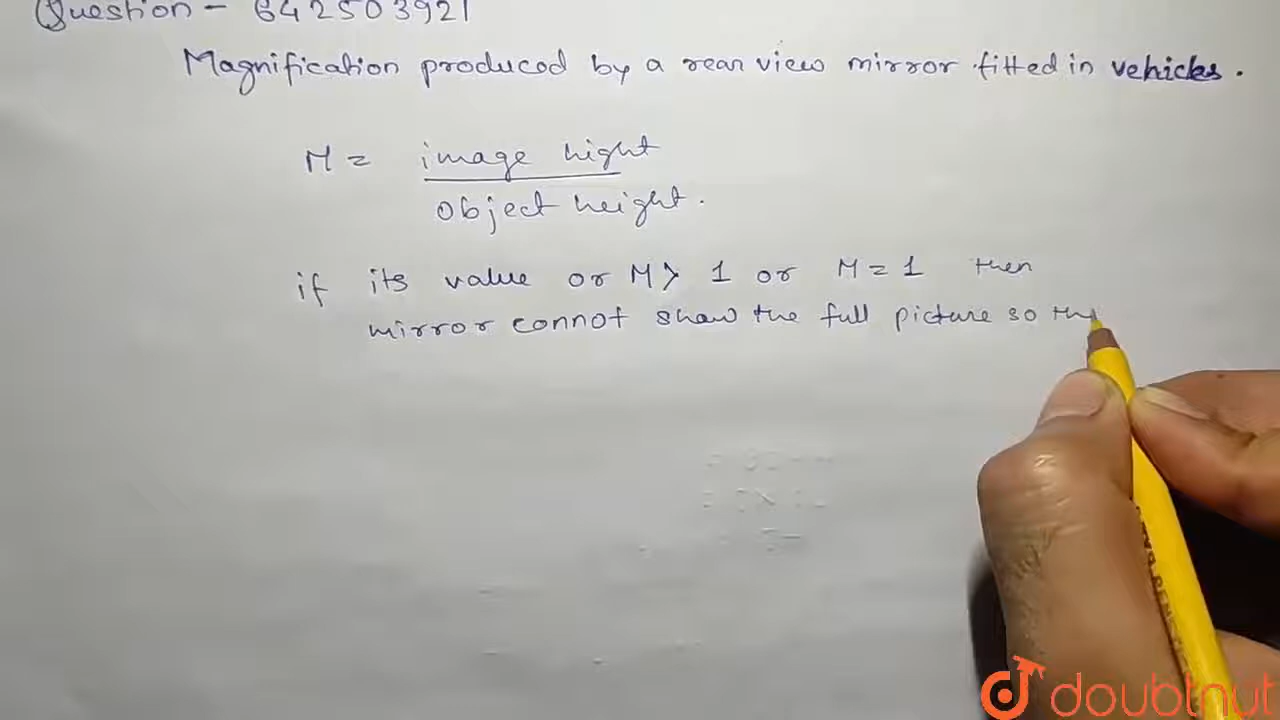 Question - 642503921
Magnification produced by a rear view mirror fitted in vehicles.
M = image hight
object height.
if its value or M > 1 or M = 1 then
mirror connot show the full picture so th
doubtnut